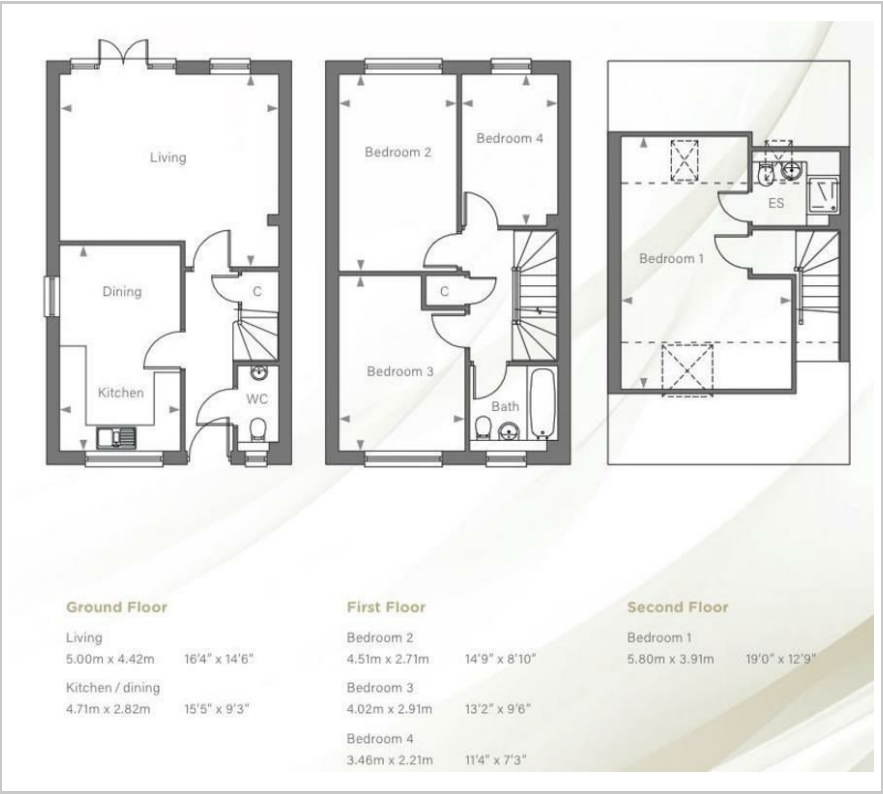 Living
Dining
C
Kitchen
WC
Bedroom 2
Bedroom 4
C
Bedroom 3
Bath
ES
Bedroom 1
Ground Floor
Living
5.00m x 4.42m 16'4" x 14'6"
Kitchen / dining
4.71m x 2.82m 15'5" x 9'3"
First Floor
Bedroom 2
4.51m x 2.71m 14'9" x 8'10"
Bedroom 3
4.02m x 2.91m 13'2" x 9'6"
Bedroom 4
3.46m x 2.21m 11'4" x 7'3"
Second Floor
Bedroom 1
5.80m x 3.91m 19'0" x 12'9"